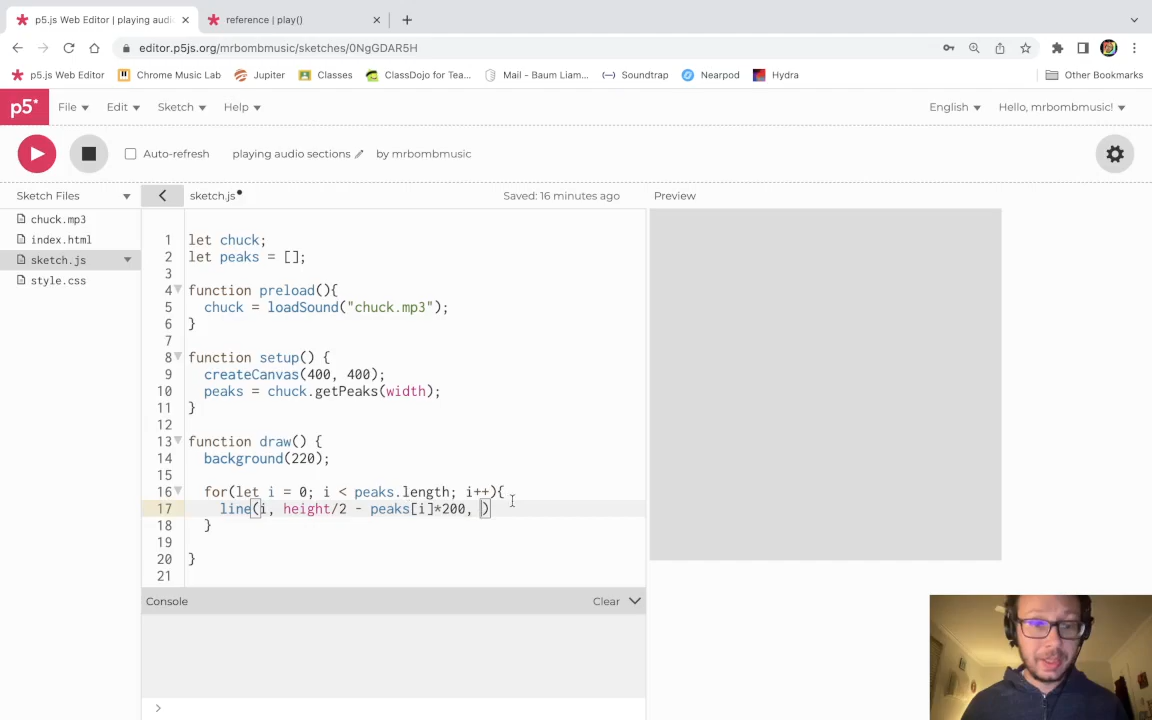 p5.js Web Editor | playing audio
reference | play()
editor.p5js.org/mrbombmusic/sketches/0NgGDAR5H
p5.js Web Editor
Chrome Music Lab
Jupiter
Classes
ClassDojo for Tea...
Mail - Baum Liam...
Soundtrap
Nearpod
Hydra
Other Bookmarks
p5*
File
Edit
Sketch
Help
English
Hello, mrbombmusic!
Auto-refresh
playing audio sections
by mrbombmusic
Sketch Files
sketch.js
Saved: 16 minutes ago
Preview
chuck.mp3
index.html
sketch.js
style.css
1 let chuck;
2 let peaks = [];
3
4 function preload(){
5 chuck = loadSound("chuck.mp3");
6 }
7
8 function setup() {
9 createCanvas(400, 400);
10 peaks = chuck.getPeaks(width);
11 }
12
13 function draw() {
14 background(220);
15
16 for(let i = 0; i < peaks.length; i++){
17 line(i, height/2 - peaks[i]*200, )
18 }
19
20 }
21
Console
Clear
>